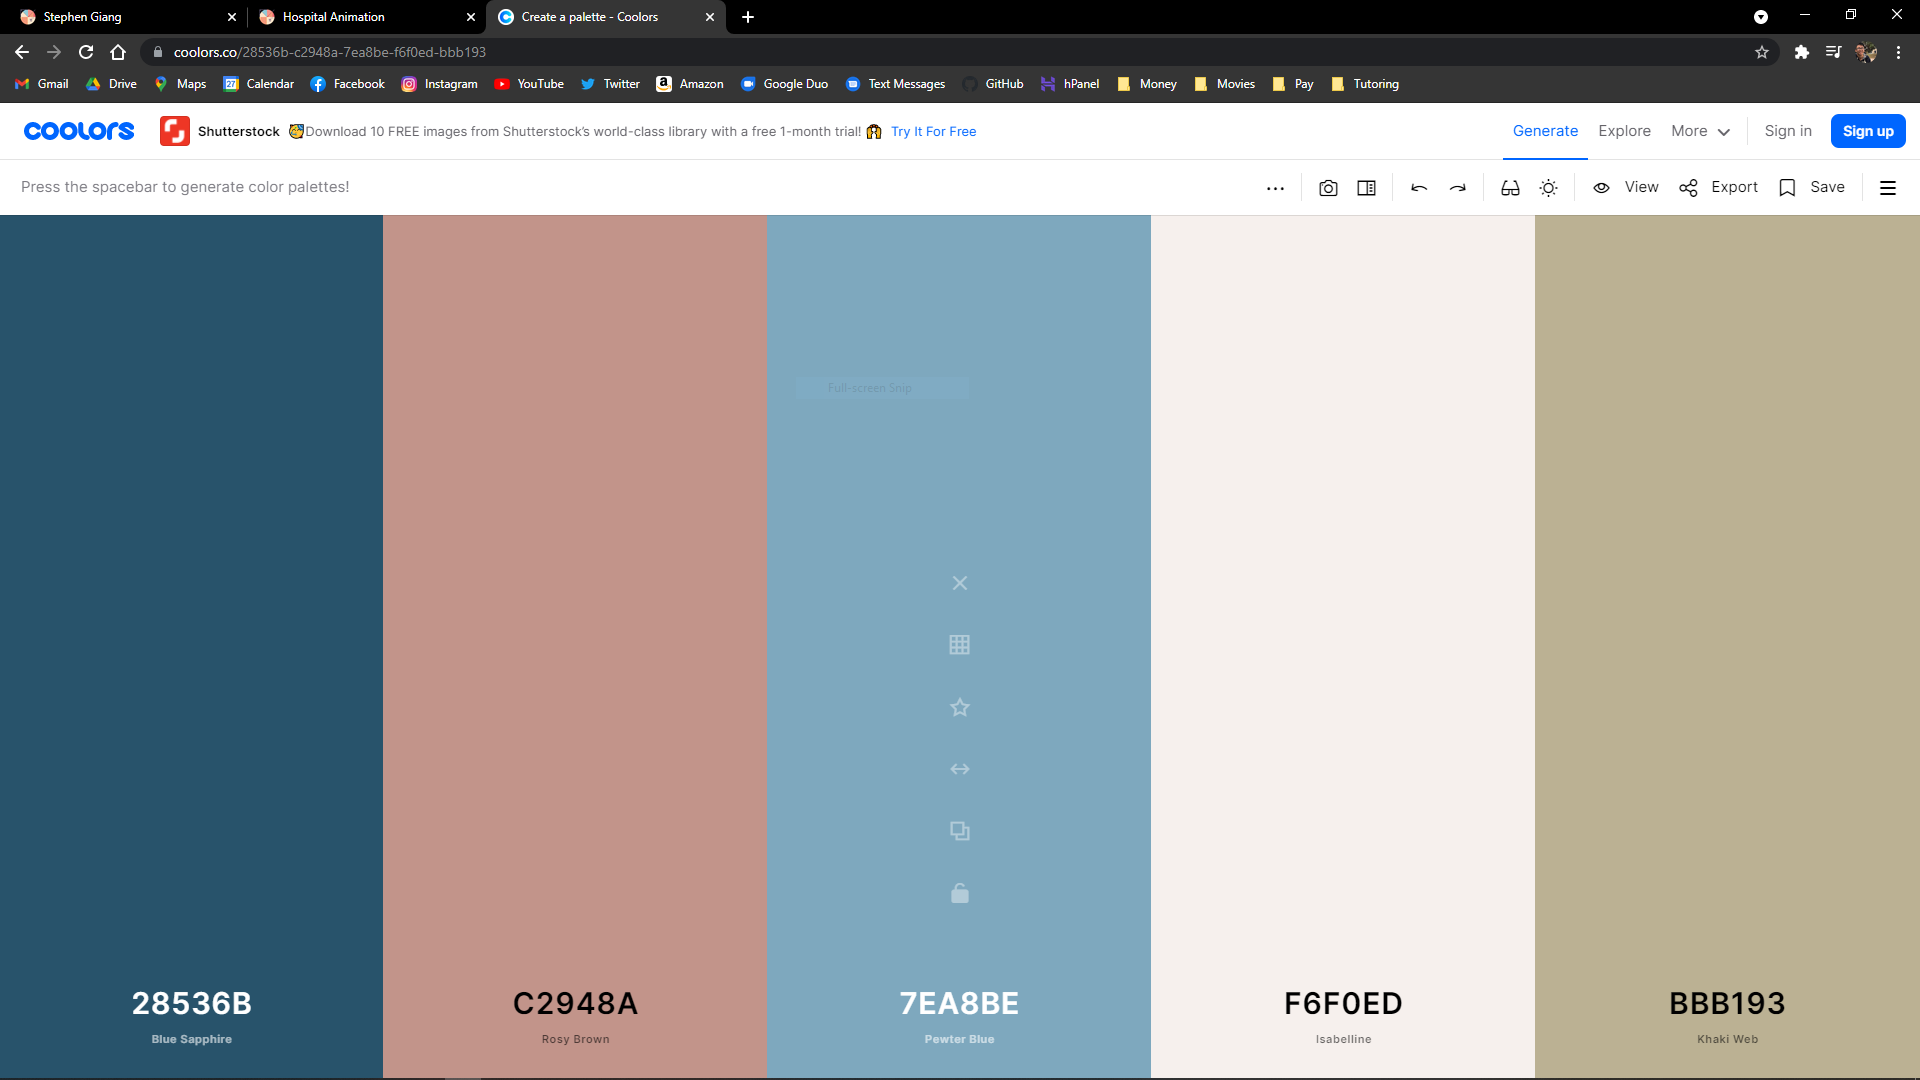 Stephen Giang
Hospital Animation
Create a palette - Coolors
coolors.co/28536b-c2948a-7ea8be-f6f0ed-bbb193
Gmail Drive Maps 27 Calendar Facebook Instagram YouTube Twitter Amazon Google Duo Text Messages GitHub hPanel Money Movies Pay Tutoring
coolors Shutterstock Download 10 FREE images from Shutterstock's world-class library with a free 1-month trial! Try It For Free Generate Explore More Sign in Sign up
Press the spacebar to generate color palettes! View Export Save
Full-screen Snip
28536B C2948A 7EA8BE F6F0ED BBB193
Blue Sapphire Rosy Brown Pewter Blue Isabelline Khaki Web